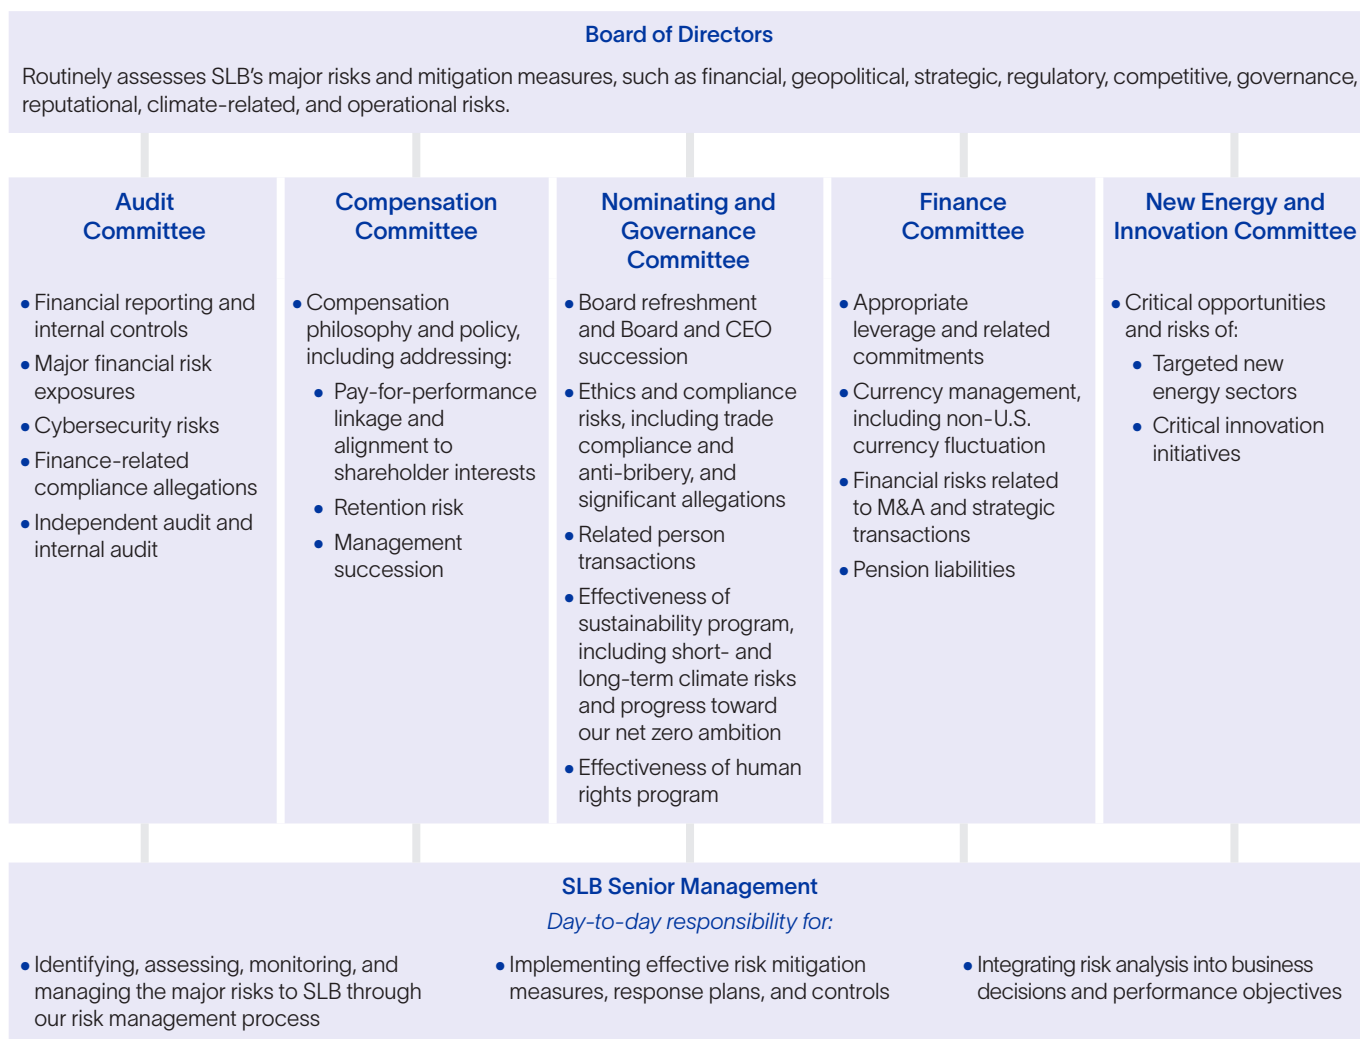 Board of Directors
Routinely assesses SLB’s major risks and mitigation measures, such as financial, geopolitical, strategic, regulatory, competitive, governance,
reputational, climate-related, and operational risks.
Audit
Committee
• Financial reporting and
internal controls
• Major financial risk
exposures
• Cybersecurity risks
• Finance-related
compliance allegations
• Independent audit and
internal audit
Compensation
Committee
• Compensation
philosophy and policy,
including addressing:
• Pay-for-performance
linkage and
alignment to
shareholder interests
• Retention risk
• Management
succession
Nominating and
Governance
Committee
• Board refreshment
and Board and CEO
succession
• Ethics and compliance
risks, including trade
compliance and
anti-bribery, and
significant allegations
• Related person
transactions
• Effectiveness of
sustainability program,
including short- and
long-term climate risks
and progress toward
our net zero ambition
• Effectiveness of human
rights program
Finance
Committee
• Appropriate
leverage and related
commitments
• Currency management,
including non-U.S.
currency fluctuation
• Financial risks related
to M&A and strategic
transactions
• Pension liabilities
New Energy and
Innovation Committee
• Critical opportunities
and risks of:
• Targeted new
energy sectors
• Critical innovation
initiatives
SLB Senior Management
Day-to-day responsibility for:
• Identifying, assessing, monitoring, and
managing the major risks to SLB through
our risk management process
• Implementing effective risk mitigation
measures, response plans, and controls
• Integrating risk analysis into business
decisions and performance objectives